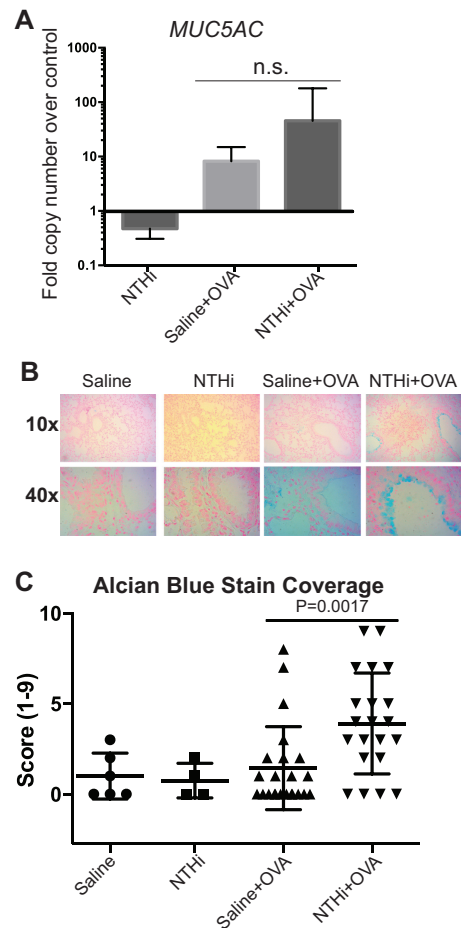 A
MUC5AC
Fold copy number over control
1000
100
10
1
0.1
n.s.
NTHi
Saline+OVA
NTHi+OVA
B
Saline NTHi Saline+OVA NTHi+OVA
10x
40x
C
Alcian Blue Stain Coverage
P=0.0017
Score (1-9)
10
5
0
Saline
NTHi
Saline+OVA
NTHi+OVA